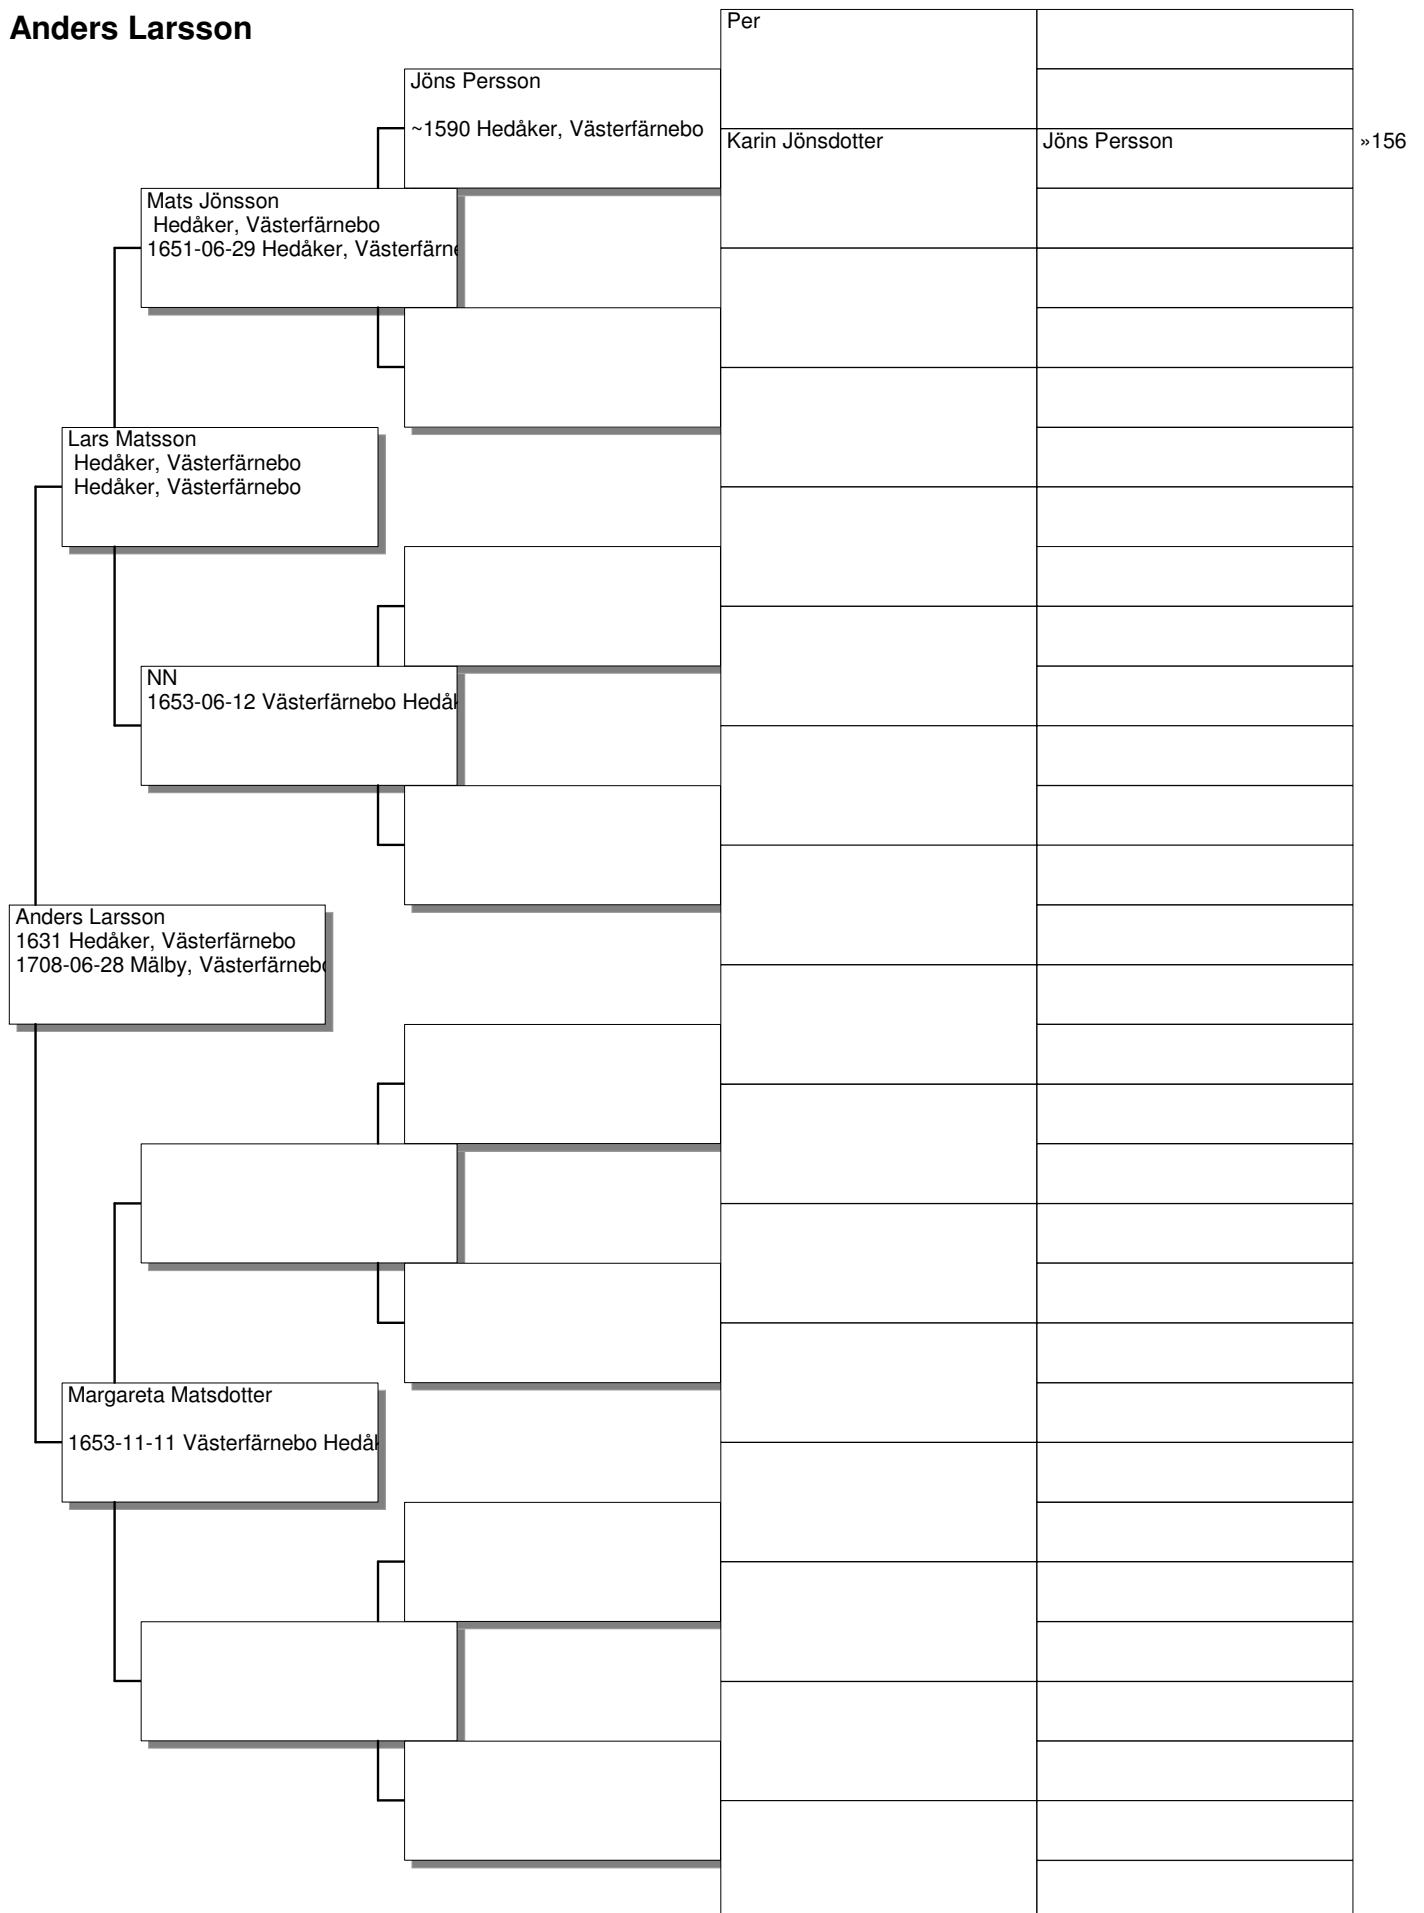 Anders Larsson
Per
Jöns Persson
~1590 Hedåker, Västerfärnebo
Karin Jönsdotter
Jöns Persson
»156
Mats Jönsson
Hedåker, Västerfärnebo
1651-06-29 Hedåker, Västerfärne
Lars Matsson
Hedåker, Västerfärnebo
Hedåker, Västerfärnebo
NN
1653-06-12 Västerfärnebo Hedåk
Anders Larsson
1631 Hedåker, Västerfärnebo
1708-06-28 Mälby, Västerfärnebo
Margareta Matsdotter
1653-11-11 Västerfärnebo Hedåk